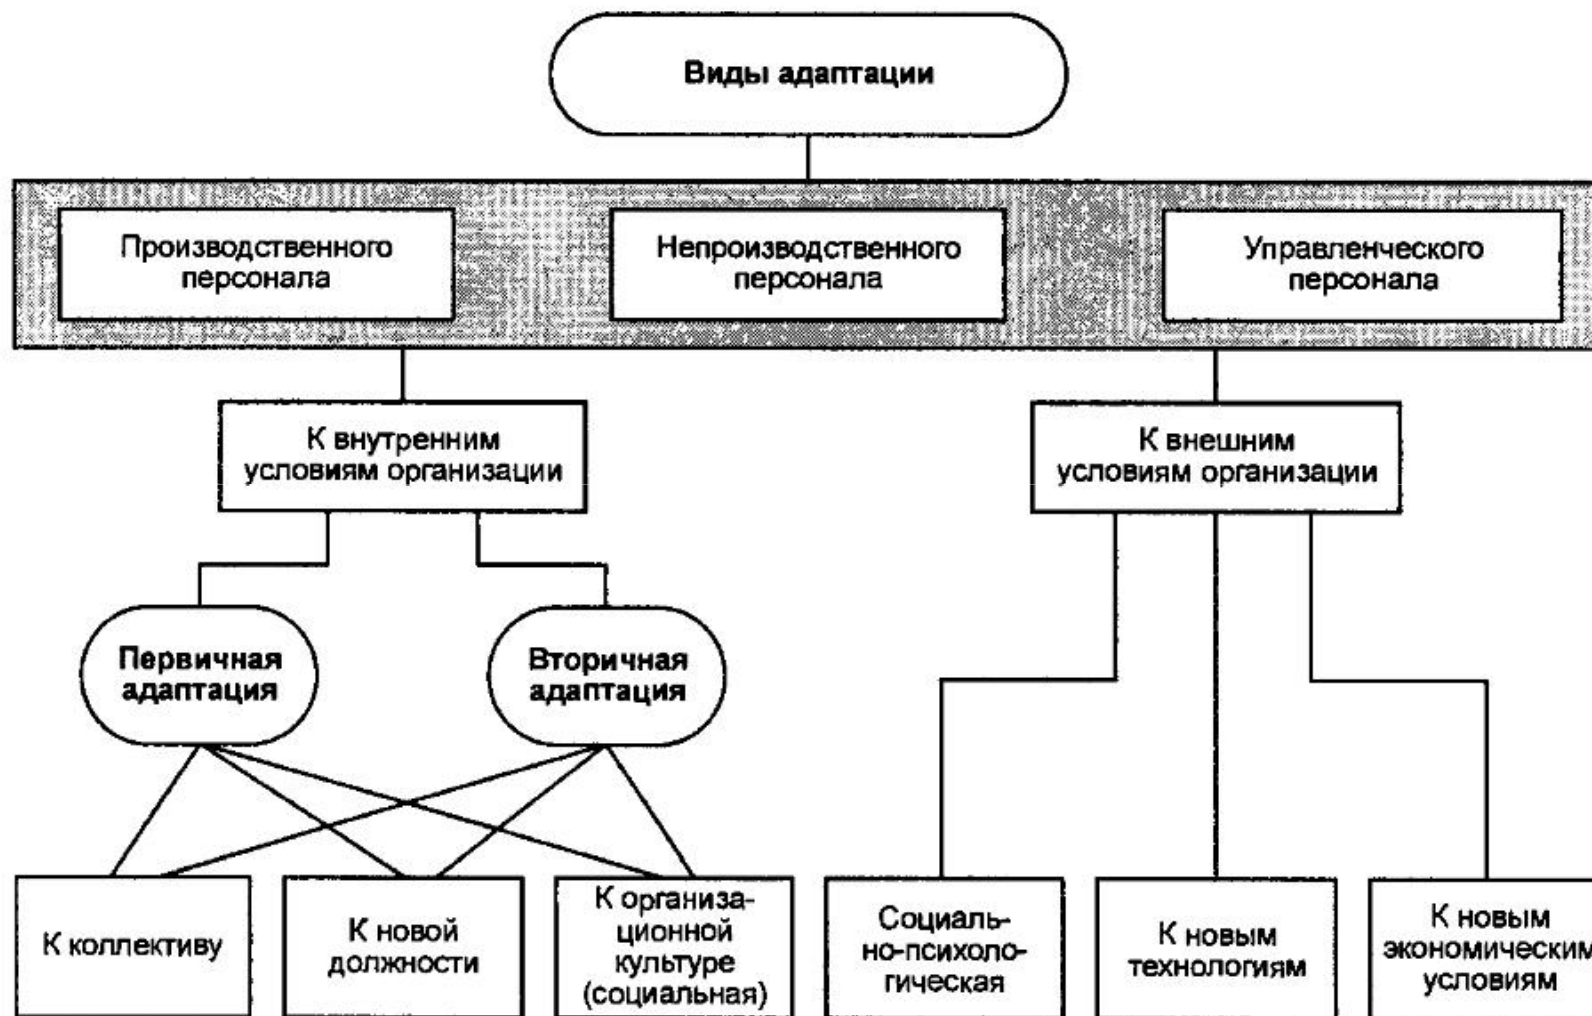 Виды адаптации
Производственного
персонала
Непроизводственного
персонала
Управленческого
персонала
К внутренним
условиям организации
К внешним
условиям организации
Первичная
адаптация
Вторичная
адаптация
К коллективу
К новой
должности
К организа-
ционной
культуре
(социальная)
Социаль-
но-психоло-
гическая
К новым
технологиям
К новым
экономическим
условиям